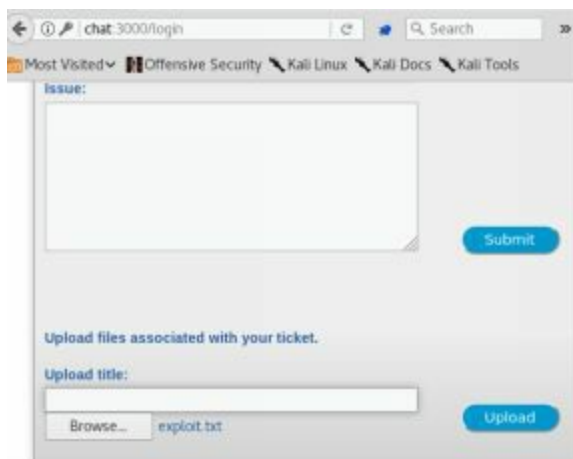 chat:3000/login
Search
»
Most Visited Offensive Security Kali Linux Kali Docs Kali Tools
Issue:
Submit
Upload files associated with your ticket.
Upload title:
Upload
Browse... exploit.txt